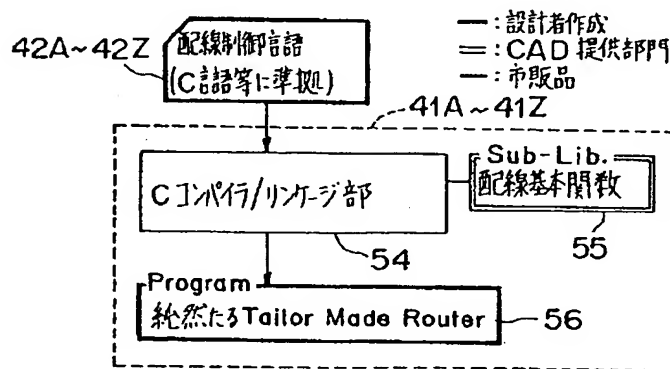 42A~42Z
配線制御言語
(C言語等に準拠)
━:設計者作成
═:CAD提供部門
─:市販品
41A~41Z
Cコンパイラ/リンケージ部
54
Sub-Lib.
配線基本関数
55
Program
純然たるTailor Made Router
56